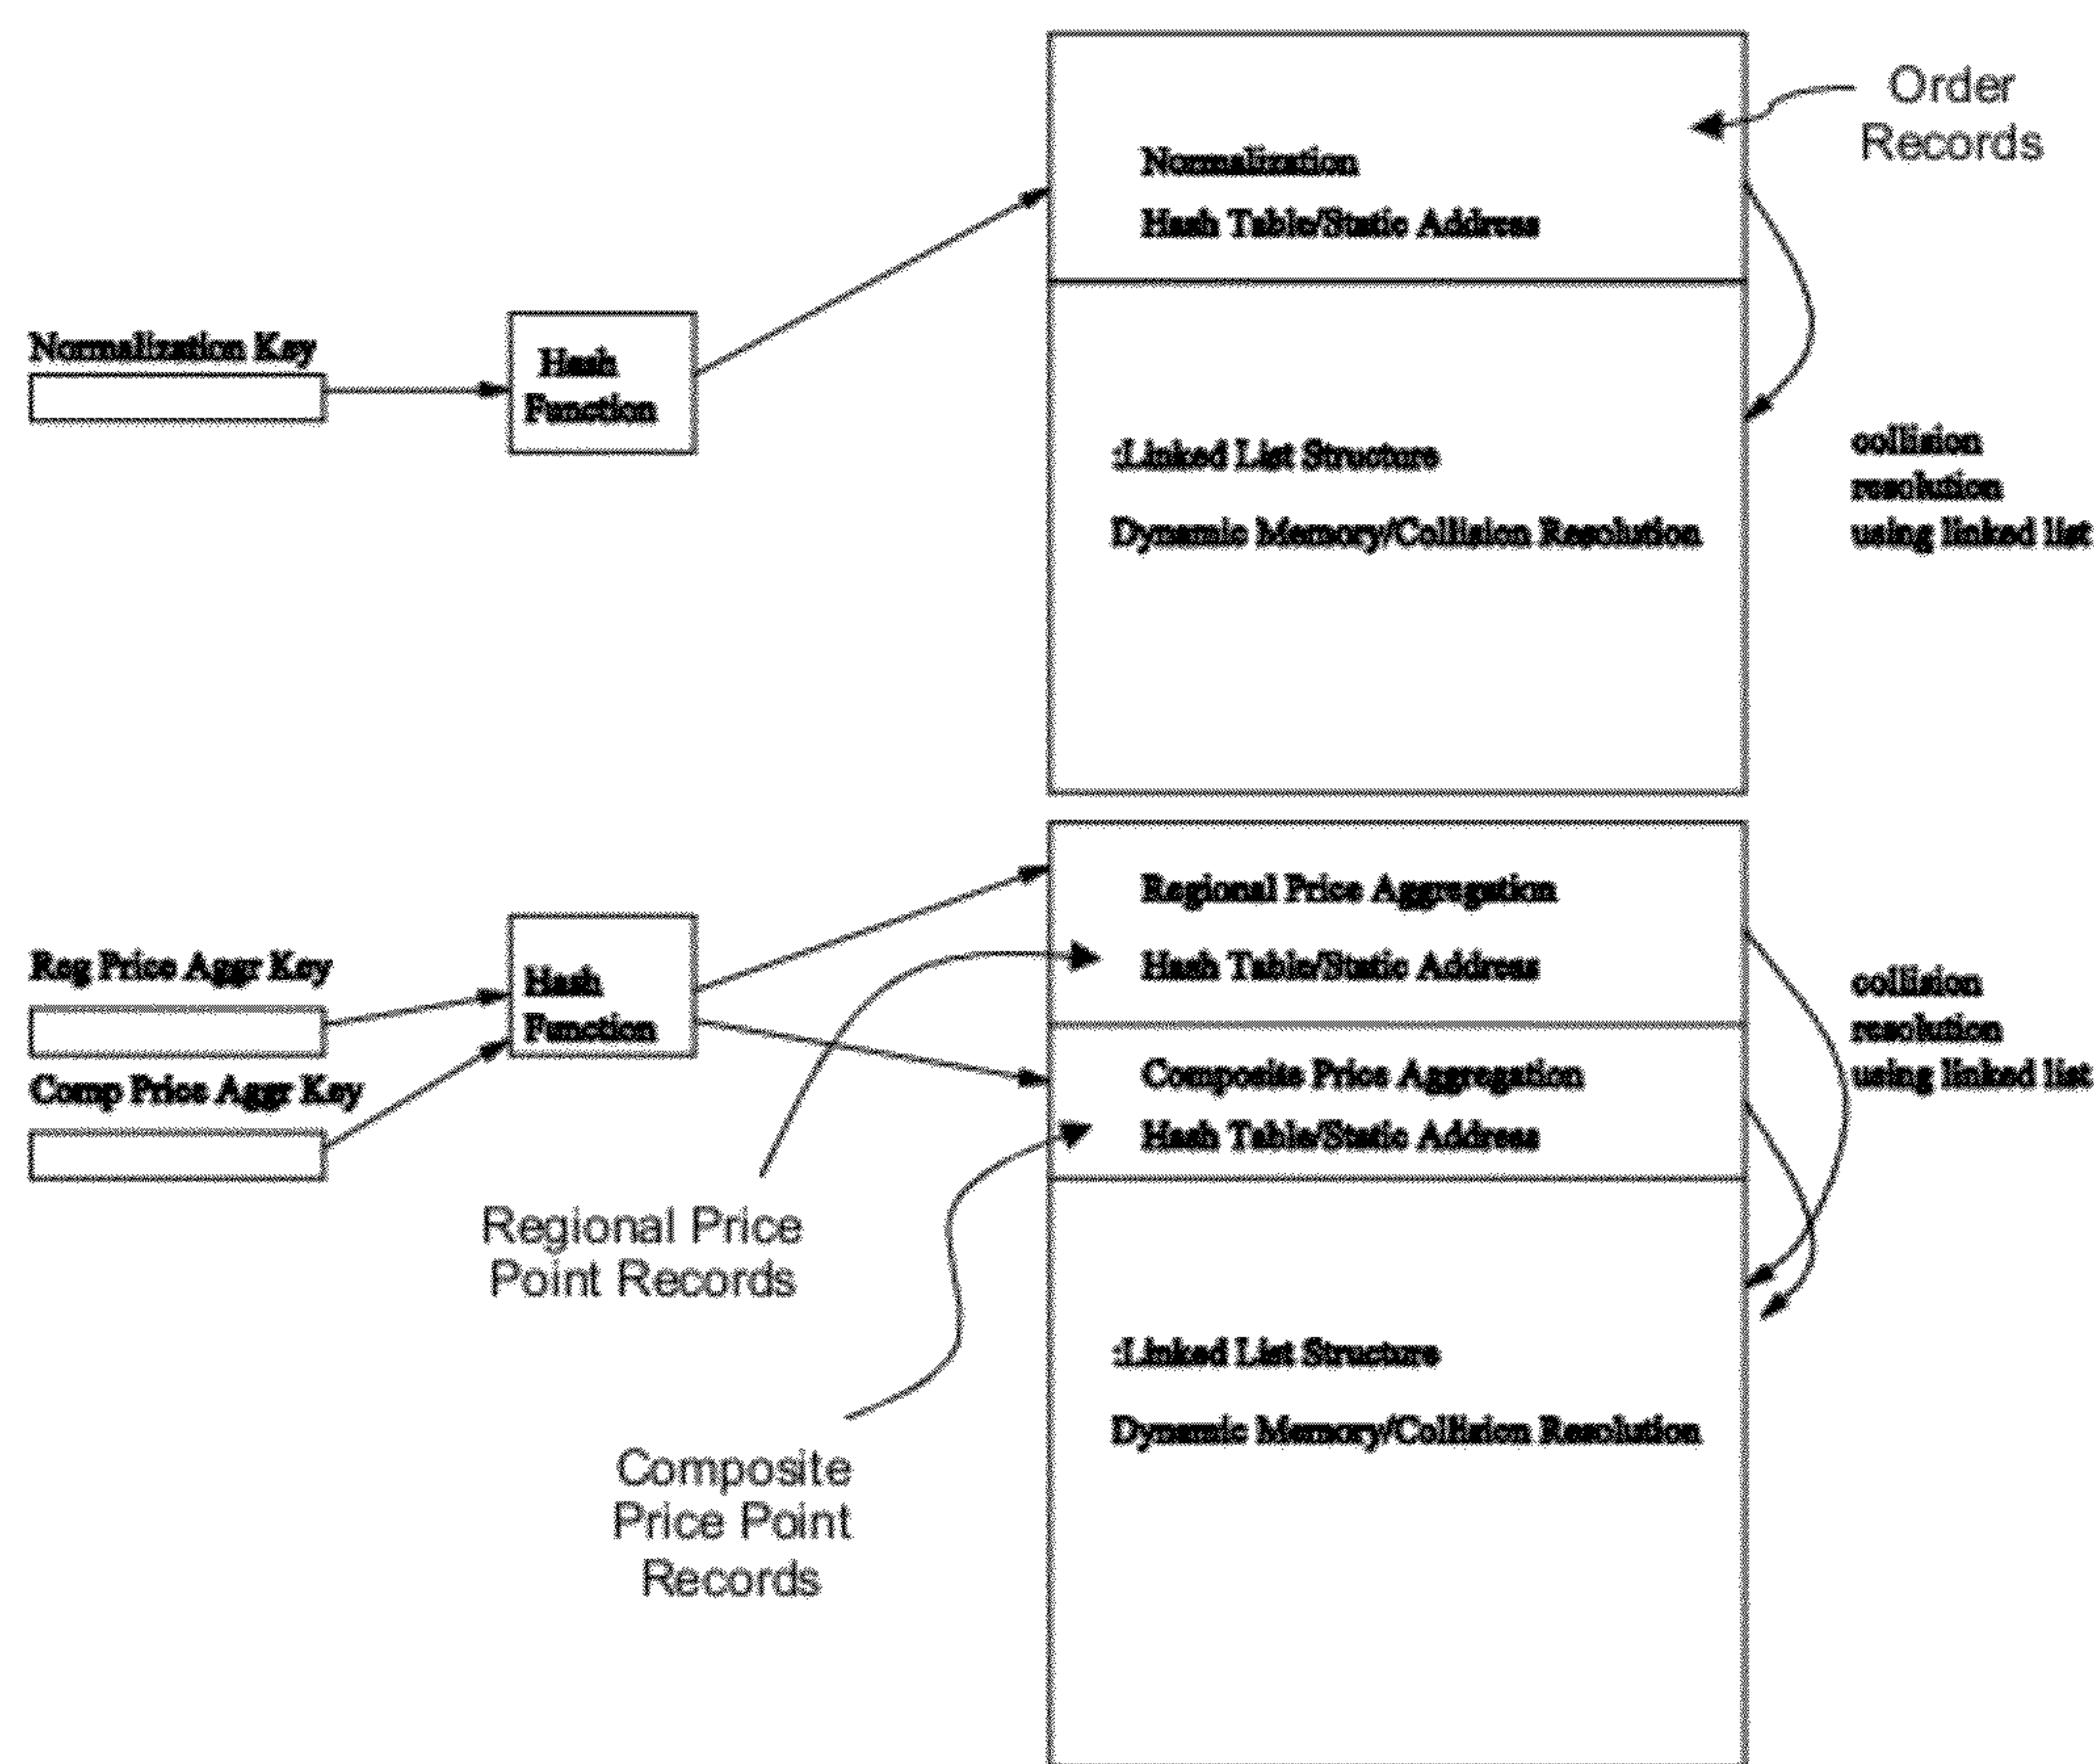 Order
Records
Normalization
Hash Table/Static Address
Normalization Key
Hash
Function
:Linked List Structure
Dynamic Memory/Collision Resolution
collision
resolution
using linked list
Regional Price Aggregation
Hash Table/Static Address
Reg Price Aggr Key
Hash
Function
Comp Price Aggr Key
Composite Price Aggregation
Hash Table/Static Address
collision
resolution
using linked list
Regional Price
Point Records
:Linked List Structure
Dynamic Memory/Collision Resolution
Composite
Price Point
Records